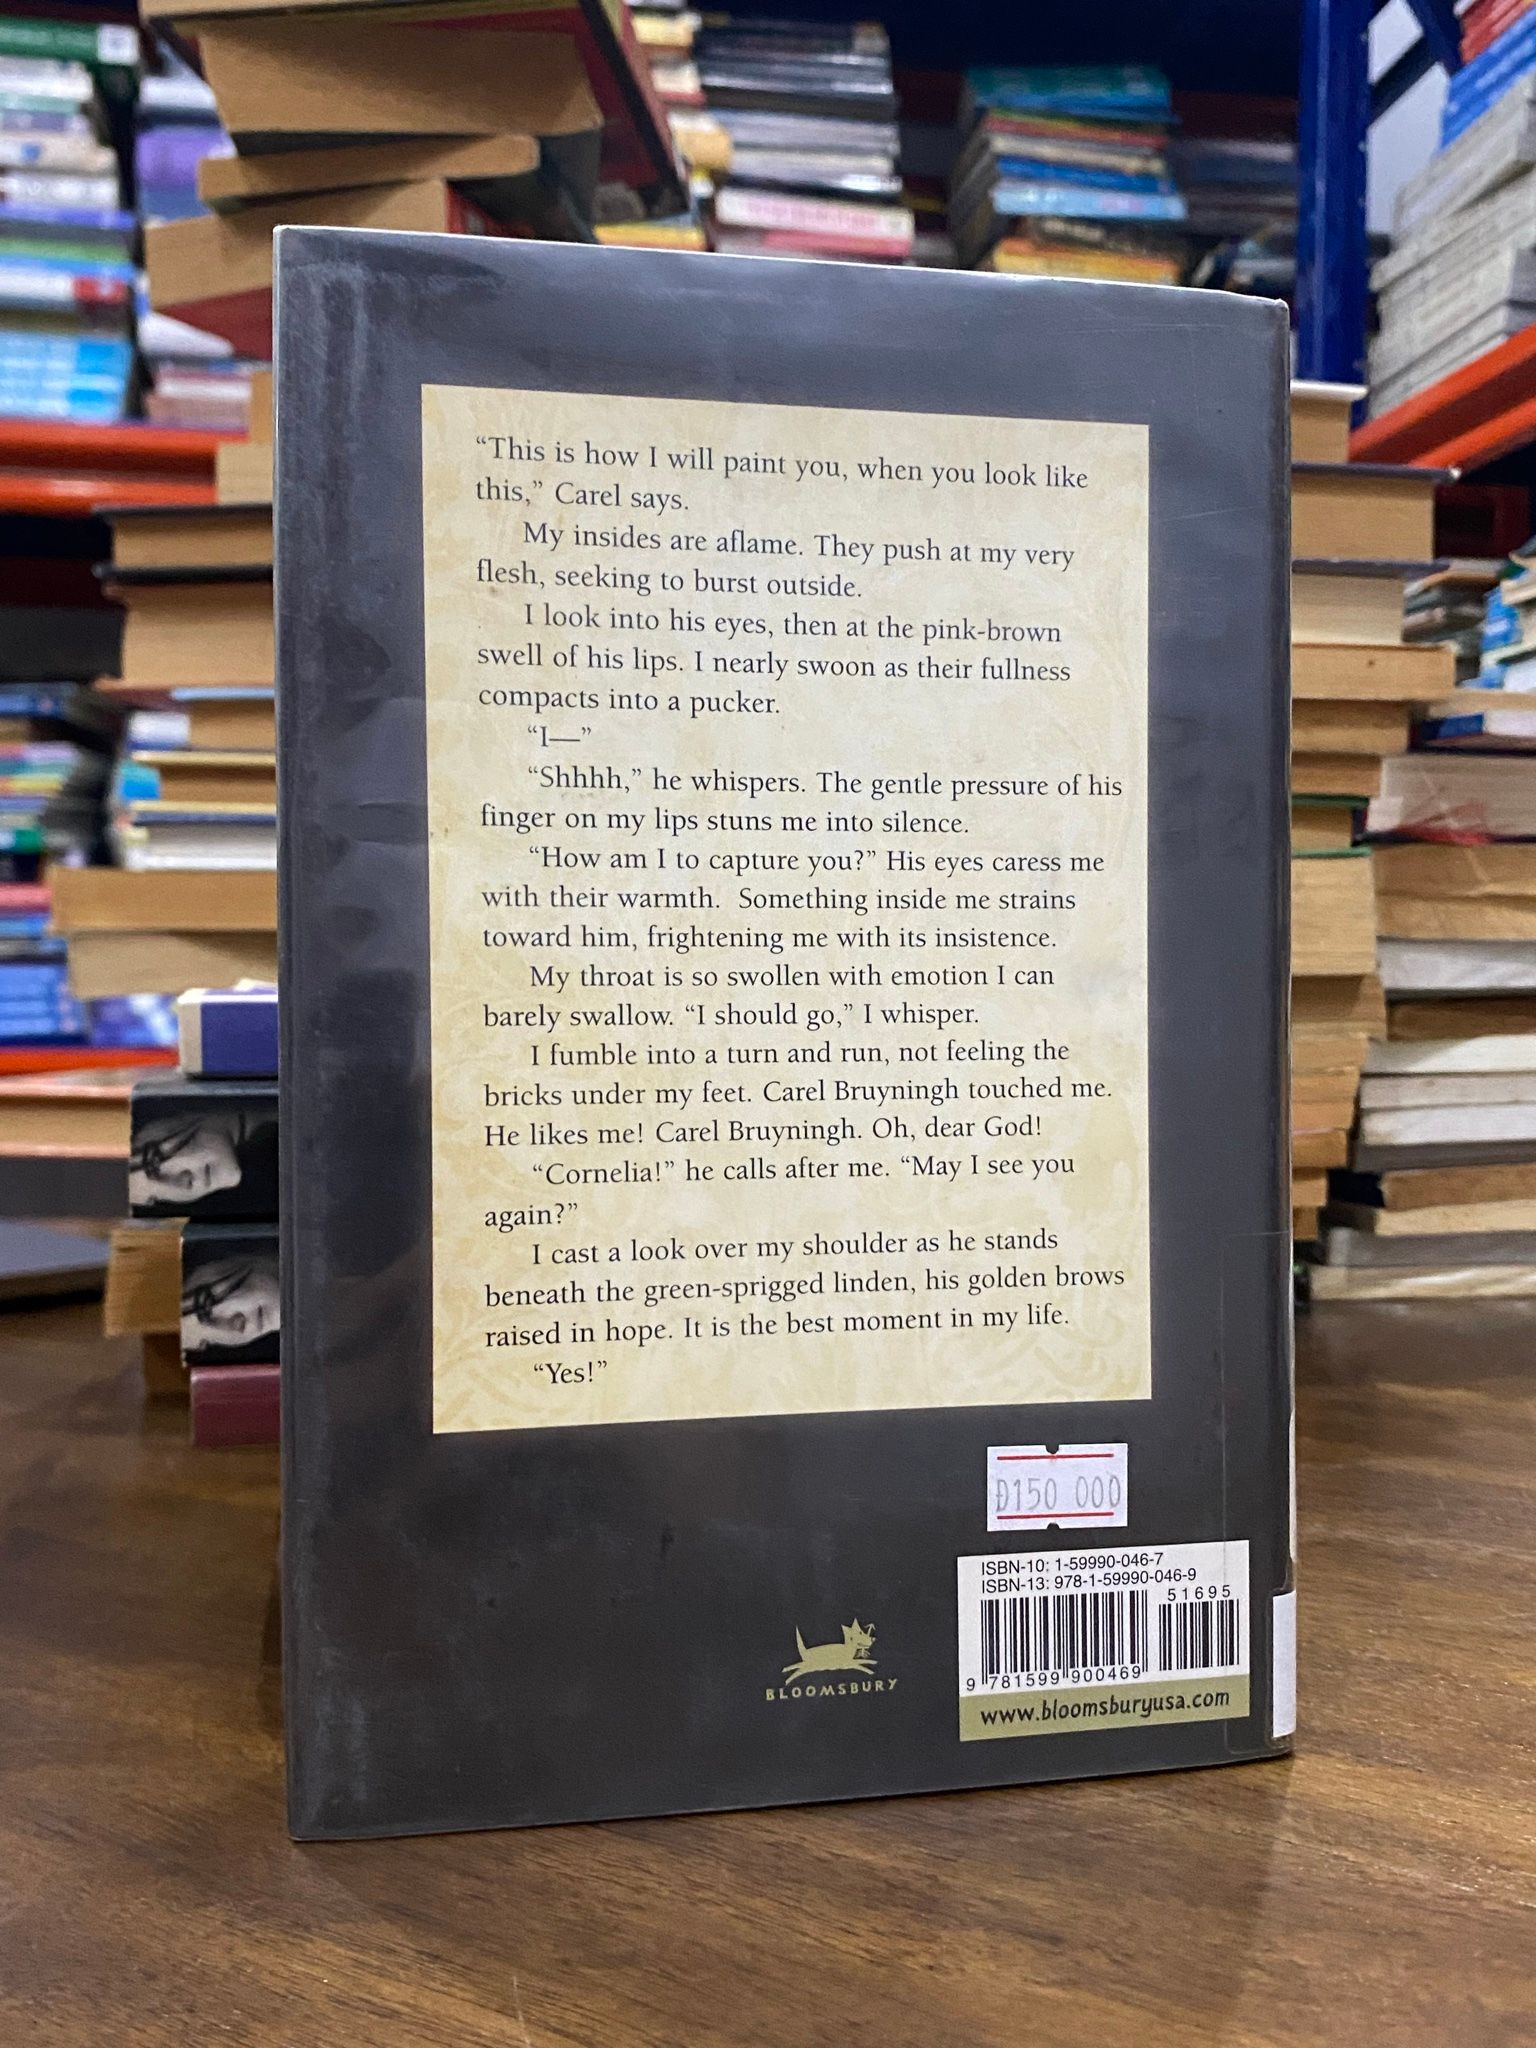 “This is how I will paint you, when you look like
this,” Carel says.
My insides are aflame. They push at my very
flesh, seeking to burst outside.
I look into his eyes, then at the pink-brown
swell of his lips. I nearly swoon as their fullness
compacts into a pucker.
“I—”
“Shhhh,” he whispers. The gentle pressure of his
finger on my lips stuns me into silence.
“How am I to capture you?” His eyes caress me
with their warmth. Something inside me strains
toward him, frightening me with its insistence.
My throat is so swollen with emotion I can
barely swallow. “I should go,” I whisper.
I fumble into a turn and run, not feeling the
bricks under my feet. Carel Bruyningh touched me.
He likes me! Carel Bruyningh. Oh, dear God!
“Cornelia!” he calls after me. “May I see you
again?”
I cast a look over my shoulder as he stands
beneath the green-sprigged linden, his golden brows
raised in hope. It is the best moment in my life.
“Yes!”
Đ150 000
ISBN-10: 1-59990-046-7
ISBN-13: 978-1-59990-046-9
51695
9 781599 900469
BLOOMSBURY
www.bloomsburyusa.com